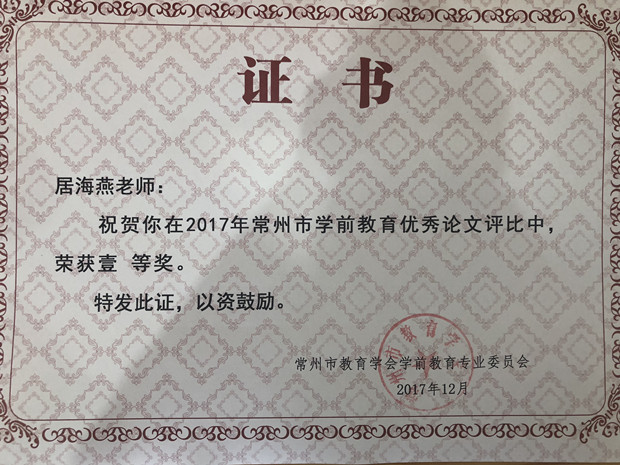 证书
居海燕老师：
祝贺你在2017年常州市学前教育优秀论文评比中，
荣获壹 等奖。
特发此证，以资鼓励。
常州市教育学会学前教育专业委员会
2017年12月